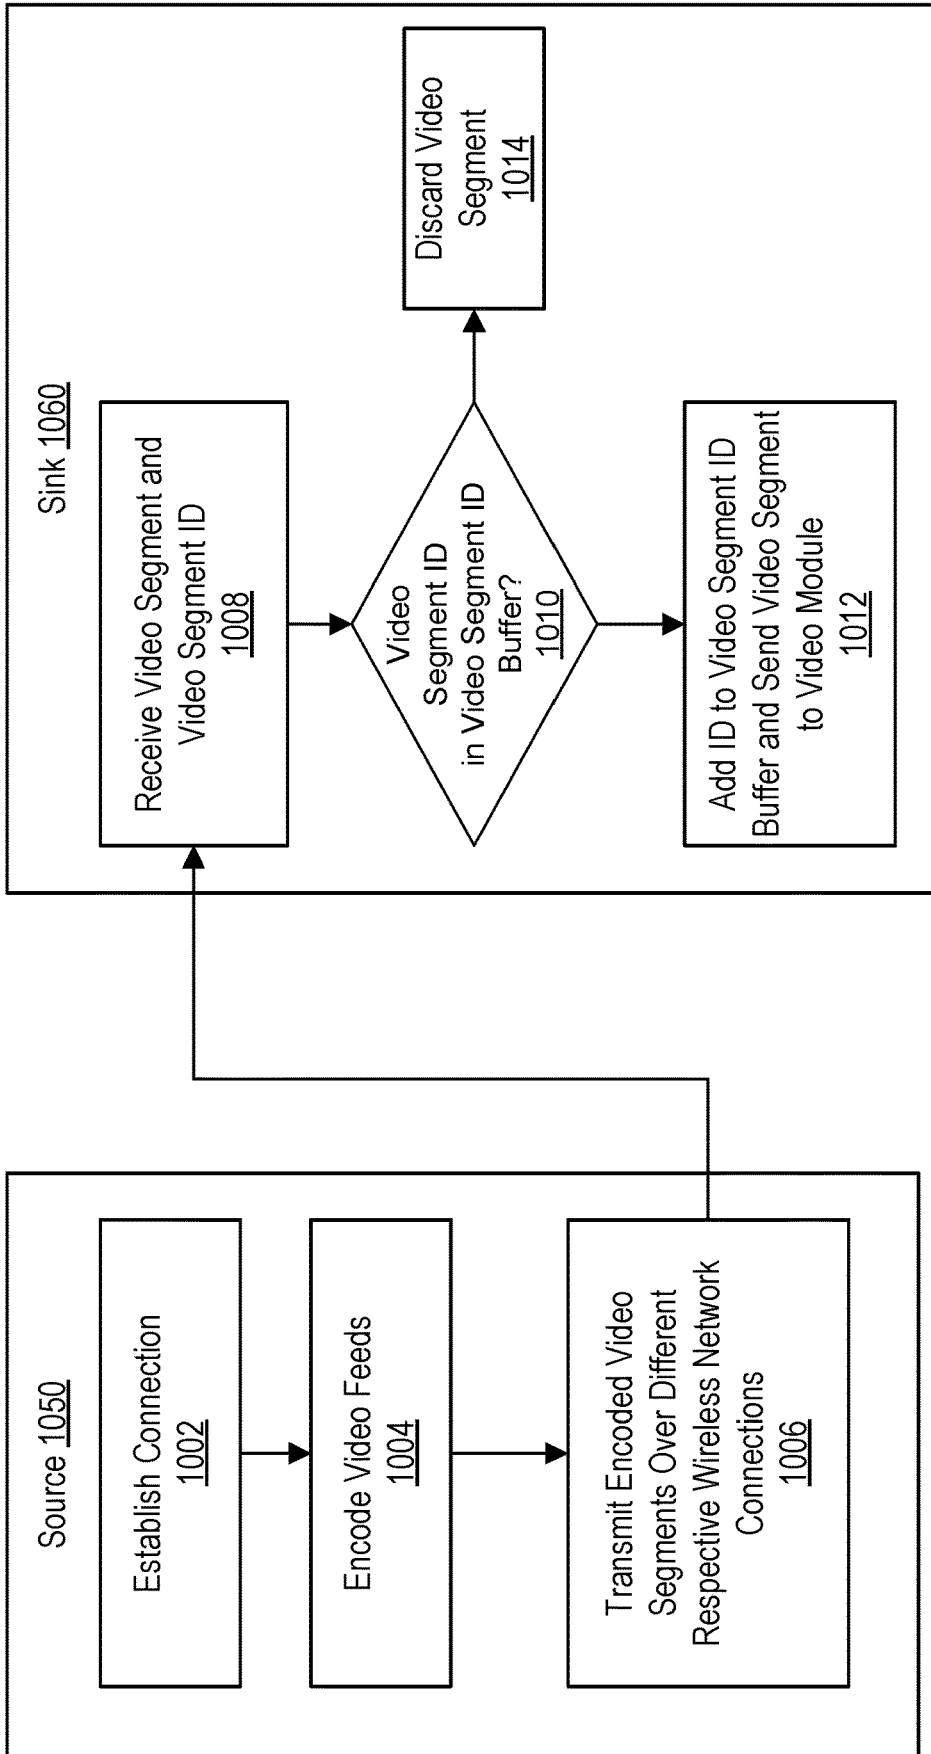 Source 1050
Establish Connection
1002
Encode Video Feeds
1004
Transmit Encoded Video
Segments Over Different
Respective Wireless Network
Connections
1006
Sink 1060
Receive Video Segment and
Video Segment ID
1008
Video
Segment ID
in Video Segment ID
Buffer?
1010
Discard Video
Segment
1014
Add ID to Video Segment ID
Buffer and Send Video Segment
to Video Module
1012